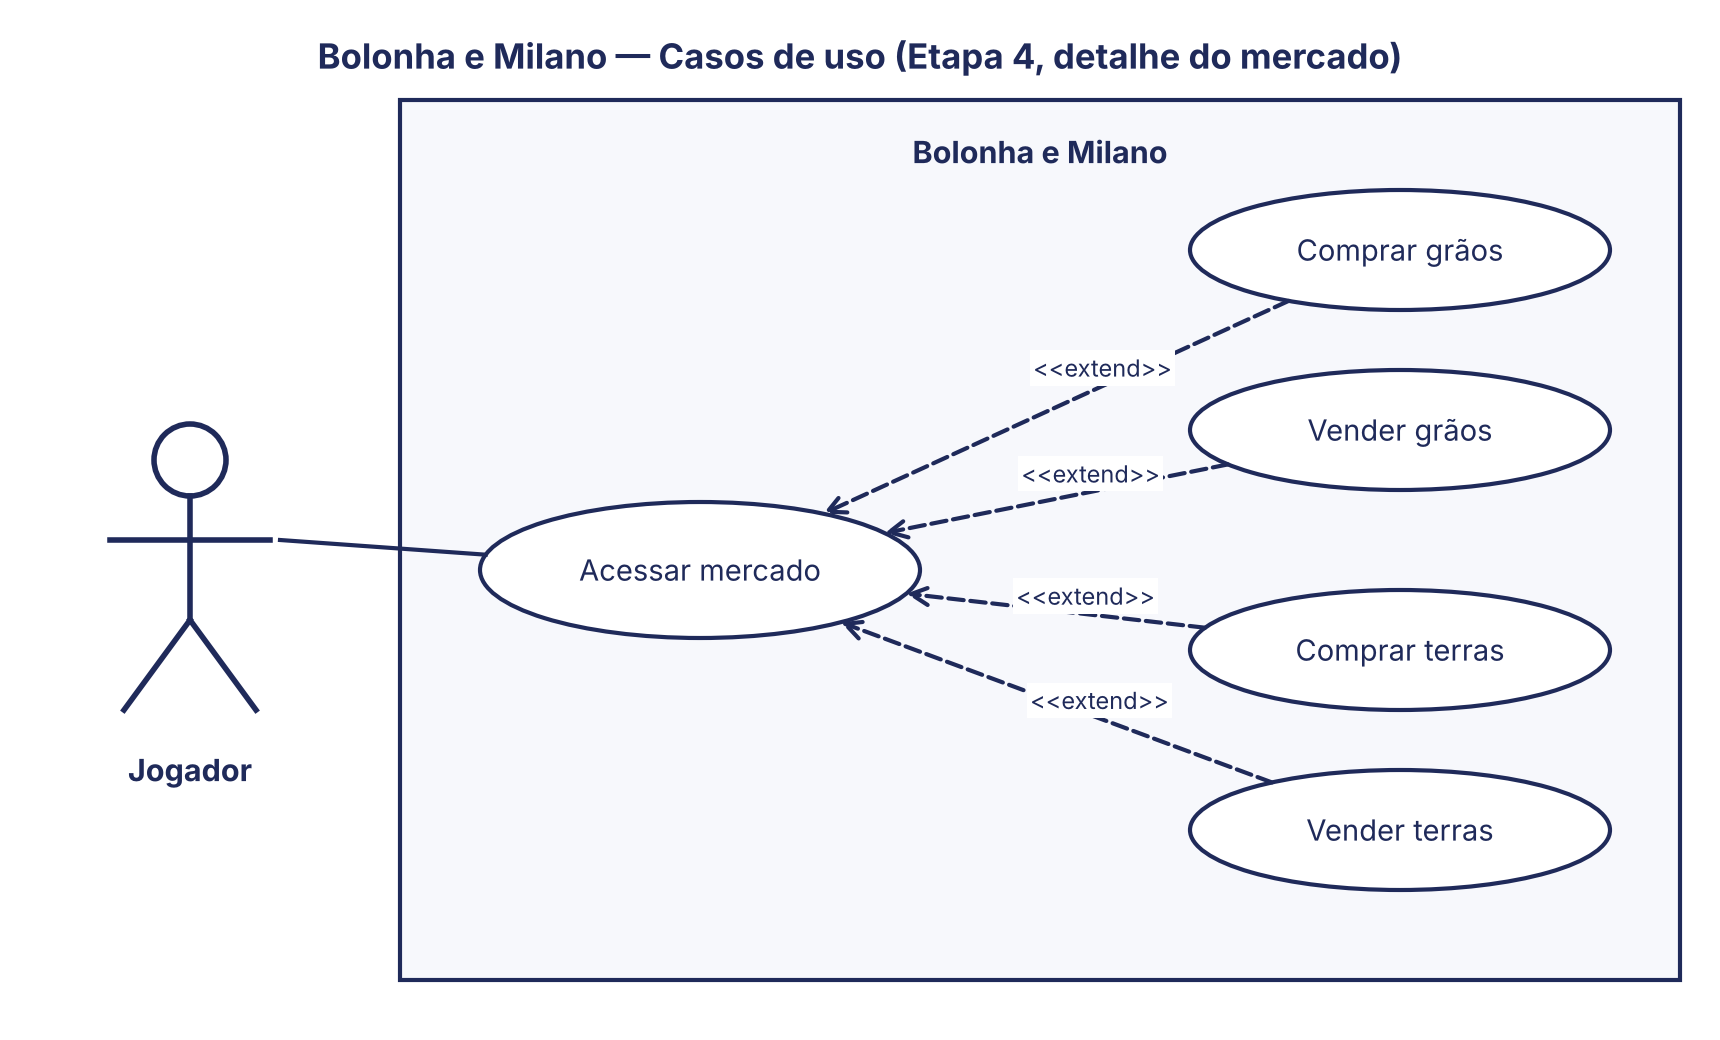 Bolonha e Milano — Casos de uso (Etapa 4, detalhe do mercado)
Bolonha e Milano
Comprar grãos
<<extend>>
Vender grãos
<<extend>>
Acessar mercado
<<extend>>
Comprar terras
<<extend>>
Jogador
Vender terras